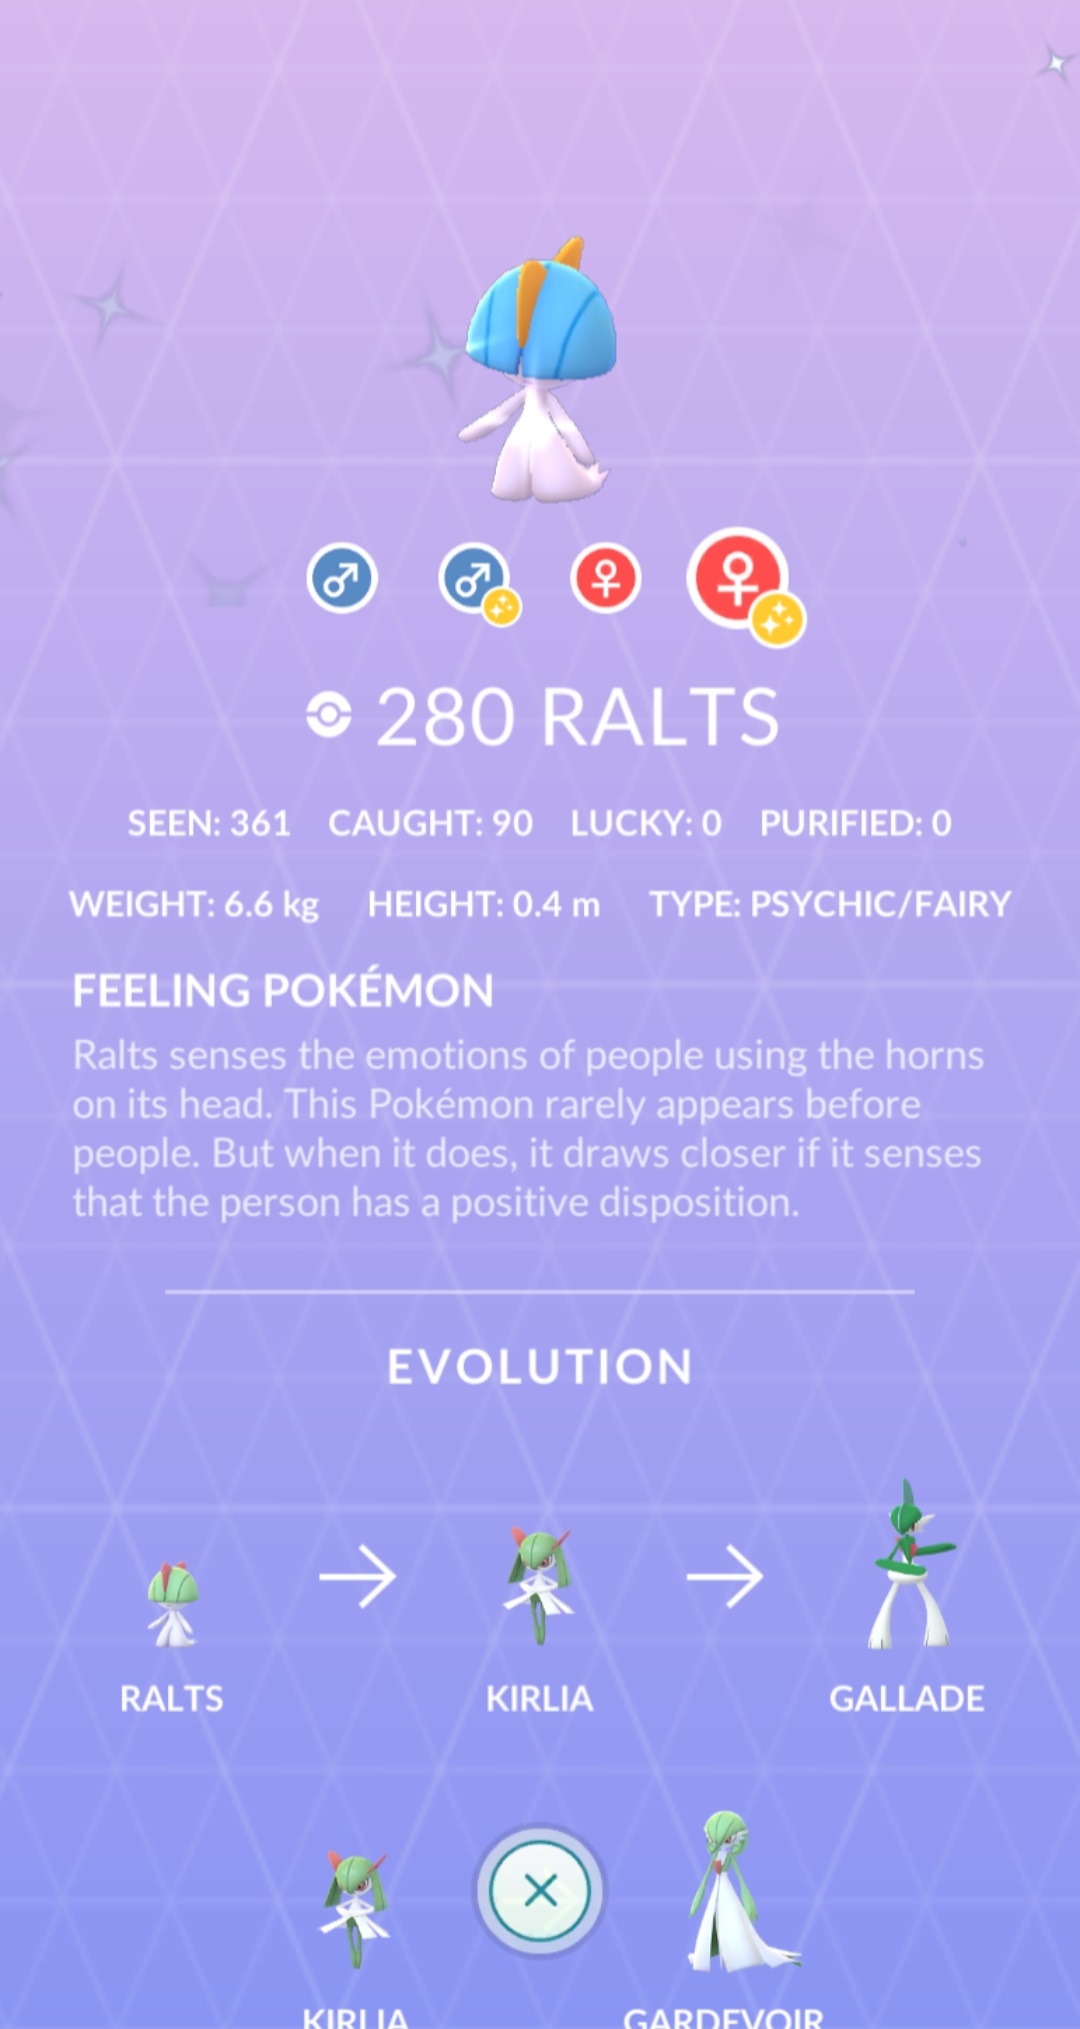 280 RALTS
SEEN: 361 CAUGHT: 90 LUCKY: 0 PURIFIED: 0
WEIGHT: 6.6 kg HEIGHT: 0.4 m TYPE: PSYCHIC/FAIRY
FEELING POKÉMON
Ralts senses the emotions of people using the horns
on its head. This Pokémon rarely appears before
people. But when it does, it draws closer if it senses
that the person has a positive disposition.
EVOLUTION
RALTS KIRLIA GALLADE
KIRLIA GARDEVOIR